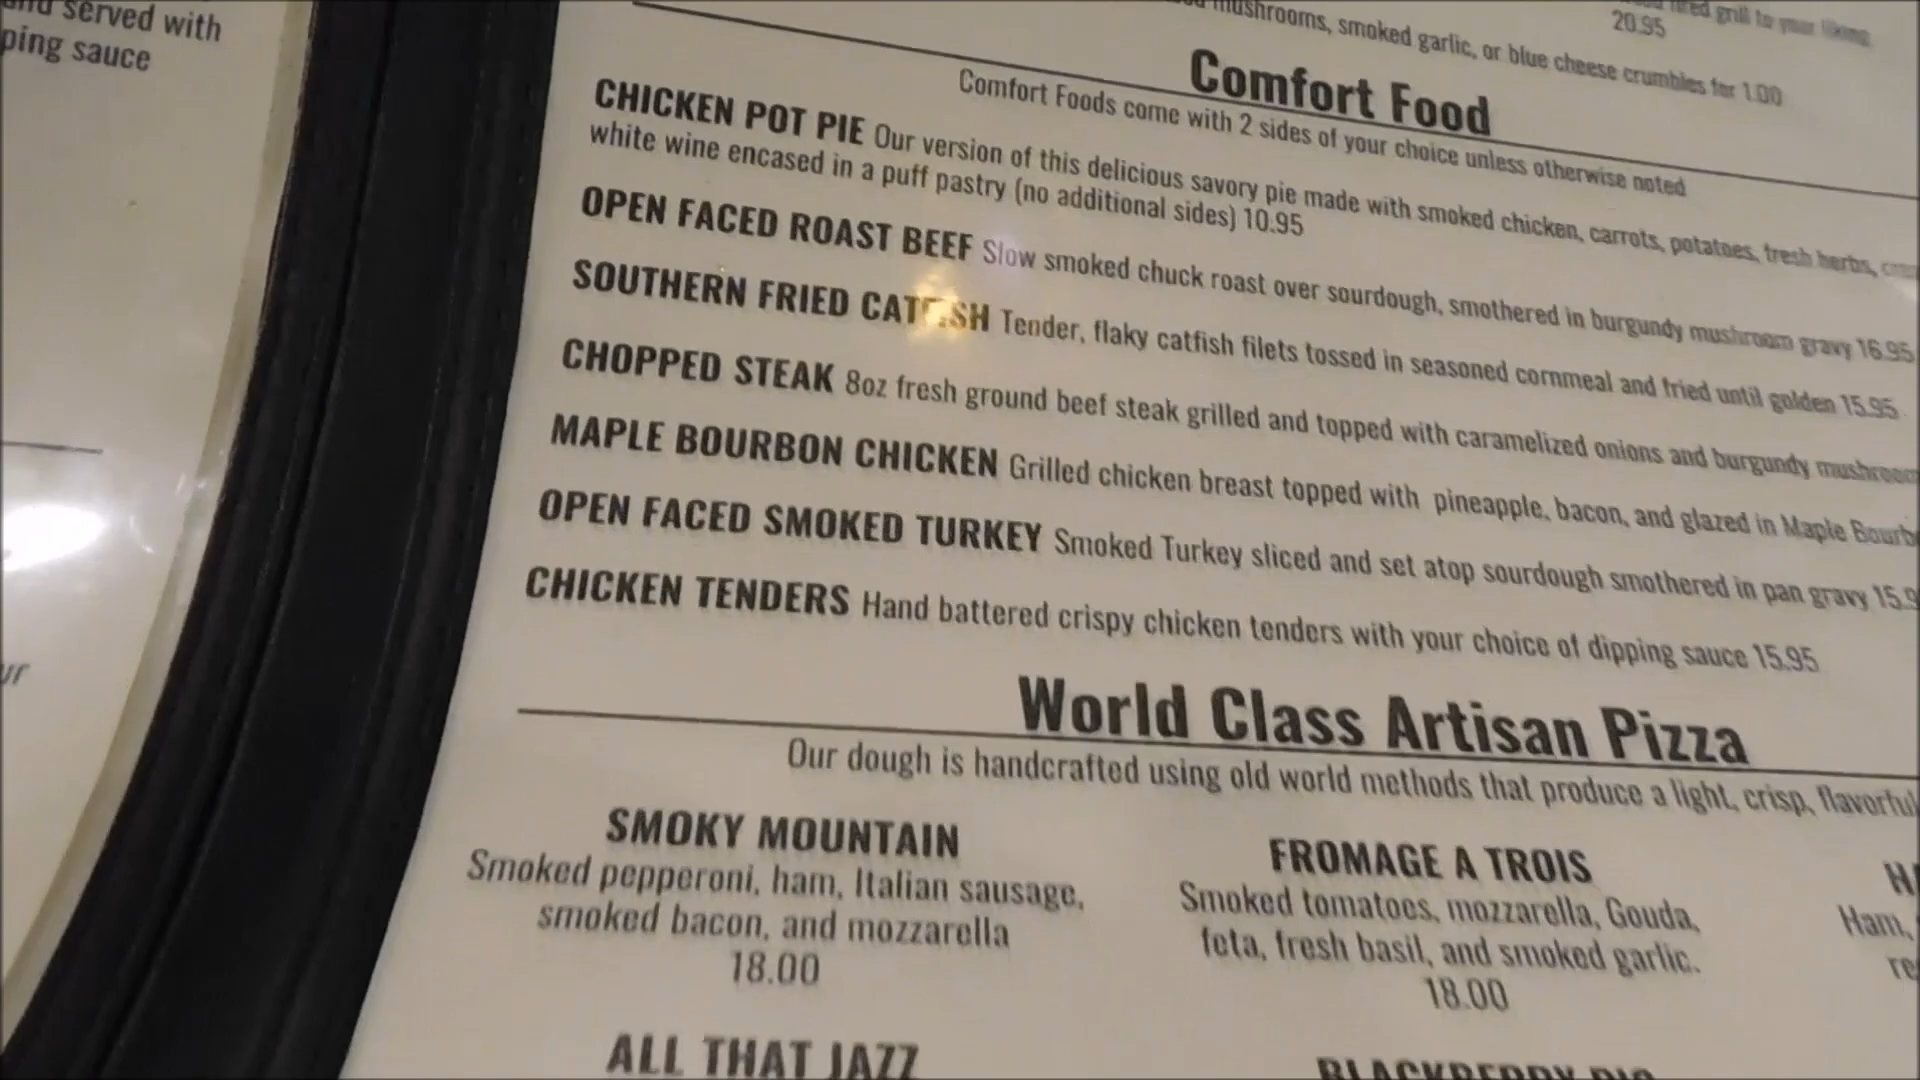 served with
ping sauce
ur
mushrooms, smoked garlic, or blue cheese crumbles for 1.00
grill to your liking
20.95
Comfort Food
Comfort Foods come with 2 sides of your choice unless otherwise noted
CHICKEN POT PIE Our version of this delicious savory pie made with smoked chicken, carrots, potatoes, fresh herbs,
white wine encased in a puff pastry (no additional sides) 10.95
OPEN FACED ROAST BEEF Slow smoked chuck roast over sourdough, smothered in burgundy mushroom gravy 16.95
SOUTHERN FRIED CATFISH Tender, flaky catfish filets tossed in seasoned cornmeal and fried until golden 15.95
CHOPPED STEAK 8oz fresh ground beef steak grilled and topped with caramelized onions and burgundy mushroom
MAPLE BOURBON CHICKEN Grilled chicken breast topped with pineapple, bacon, and glazed in Maple Bourb
OPEN FACED SMOKED TURKEY Smoked Turkey sliced and set atop sourdough smothered in pan gravy 15.9
CHICKEN TENDERS Hand battered crispy chicken tenders with your choice of dipping sauce 15.95
World Class Artisan Pizza
Our dough is handcrafted using old world methods that produce a light, crisp, flavorful
SMOKY MOUNTAIN
Smoked pepperoni, ham, Italian sausage,
smoked bacon, and mozzarella
18.00
FROMAGE A TROIS
Smoked tomatoes, mozzarella, Gouda,
feta, fresh basil, and smoked garlic.
18.00
Ham,
re
ALL THAT JAZZ
BLACKBERRY PIG